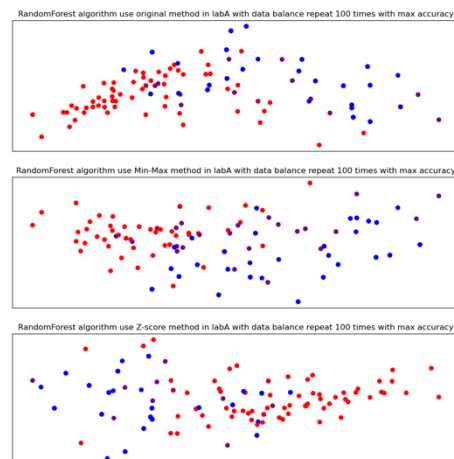 RandomForest algorithm use original method in labA with data balance repeat 100 times with max accuracy
RandomForest algorithm use Min-Max method in labA with data balance repeat 100 times with max accuracy
RandomForest algorithm use Z-score method in labA with data balance repeat 100 times with max accuracy